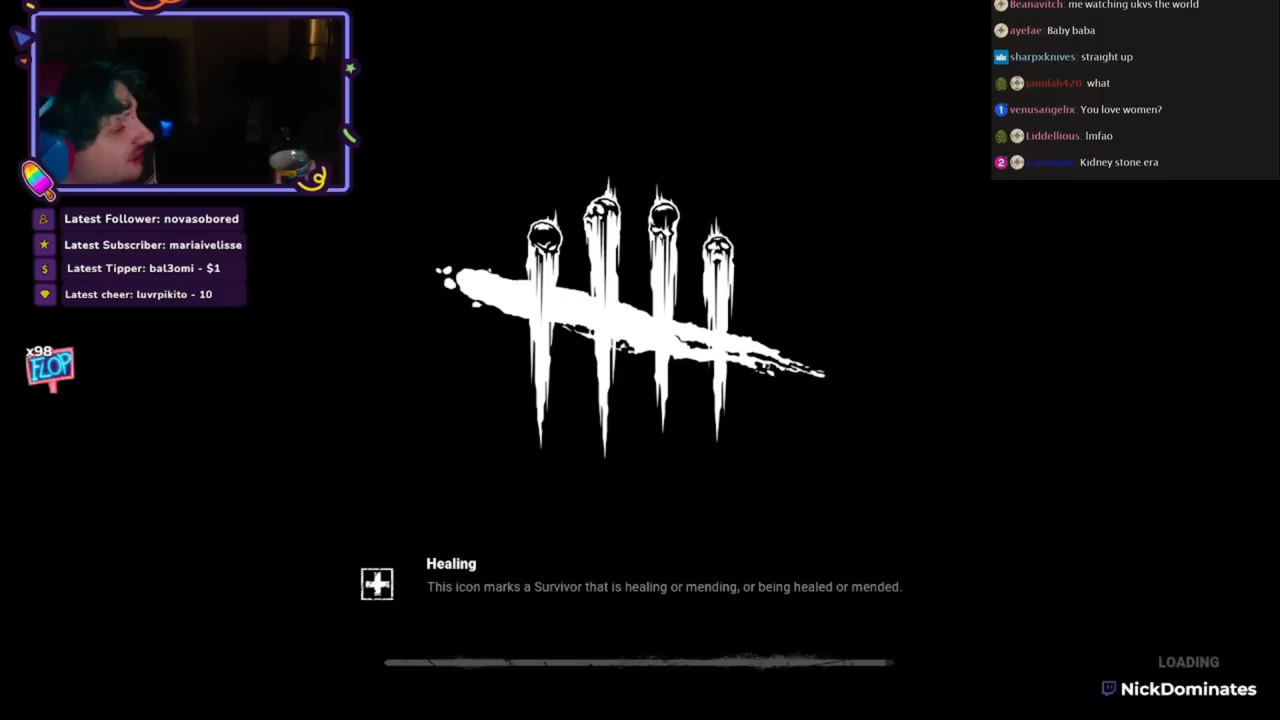 Beanavitch: me watching ukvs the world
ayefae: Baby baba
sharpxknives: straight up
jamilah420: what
1 venusangelix: You love women?
Liddellious: lmfao
2 Kidney stone era
Latest Follower: novasobored
Latest Subscriber: mariaivelisse
$ Latest Tipper: bal3omi - $1
Latest cheer: luvrpikito - 10
x98
FLOP
Healing
This icon marks a Survivor that is healing or mending, or being healed or mended.
LOADING
NickDominates